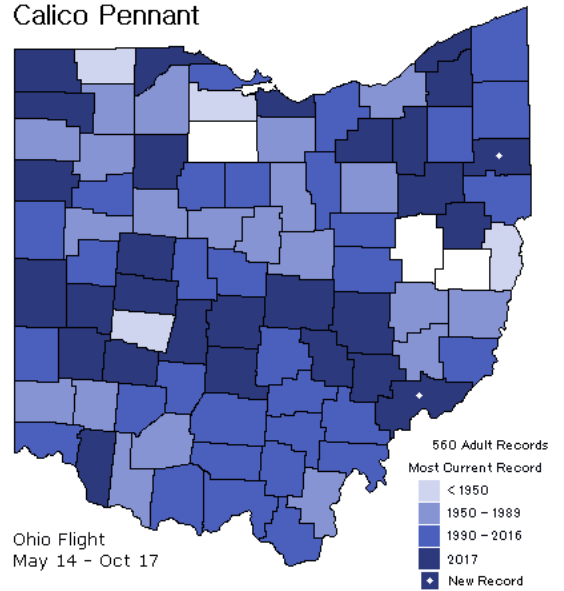 Calico Pennant
560 Adult Records
Most Current Record
< 1950
1950 - 1989
1990 - 2016
2017
New Record
Ohio Flight
May 14 - Oct 17